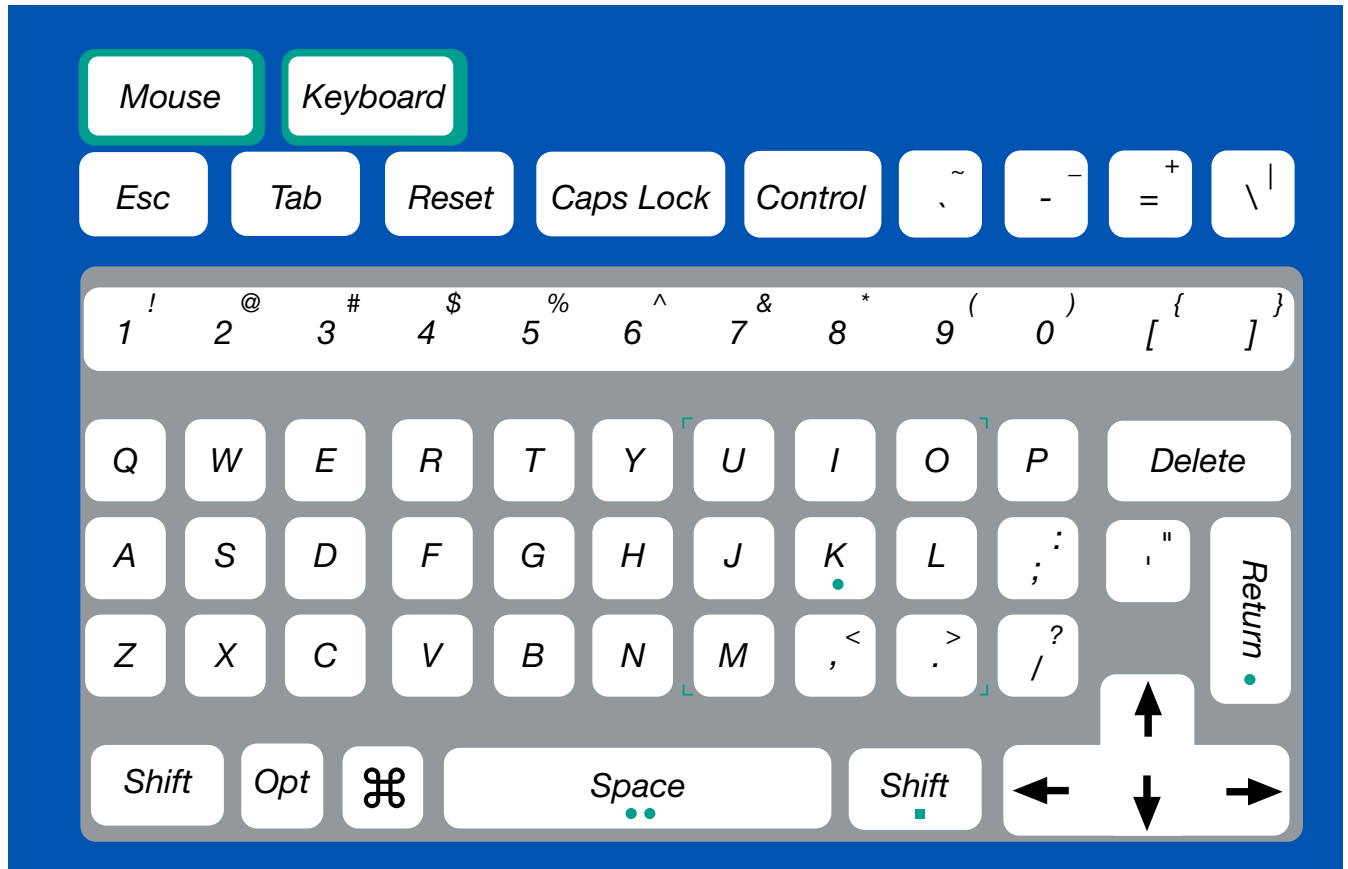 Mouse Keyboard
Esc Tab Reset Caps Lock Control ~ ` _ - + = | \
! 1 @ 2 # 3 $ 4 % 5 ^ 6 & 7 * 8 ( 9 ) 0 { [ } ]
Q W E R T Y U I O P Delete
A S D F G H J K L : ; " ' Return
Z X C V B N M < , > . ? /
Shift Opt ⌘ Space Shift